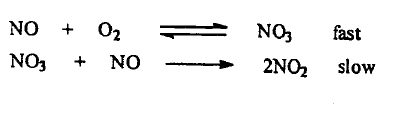 NO + O₂ ⇌ NO₃ fast
NO₃ + NO ⟶ 2NO₂ slow